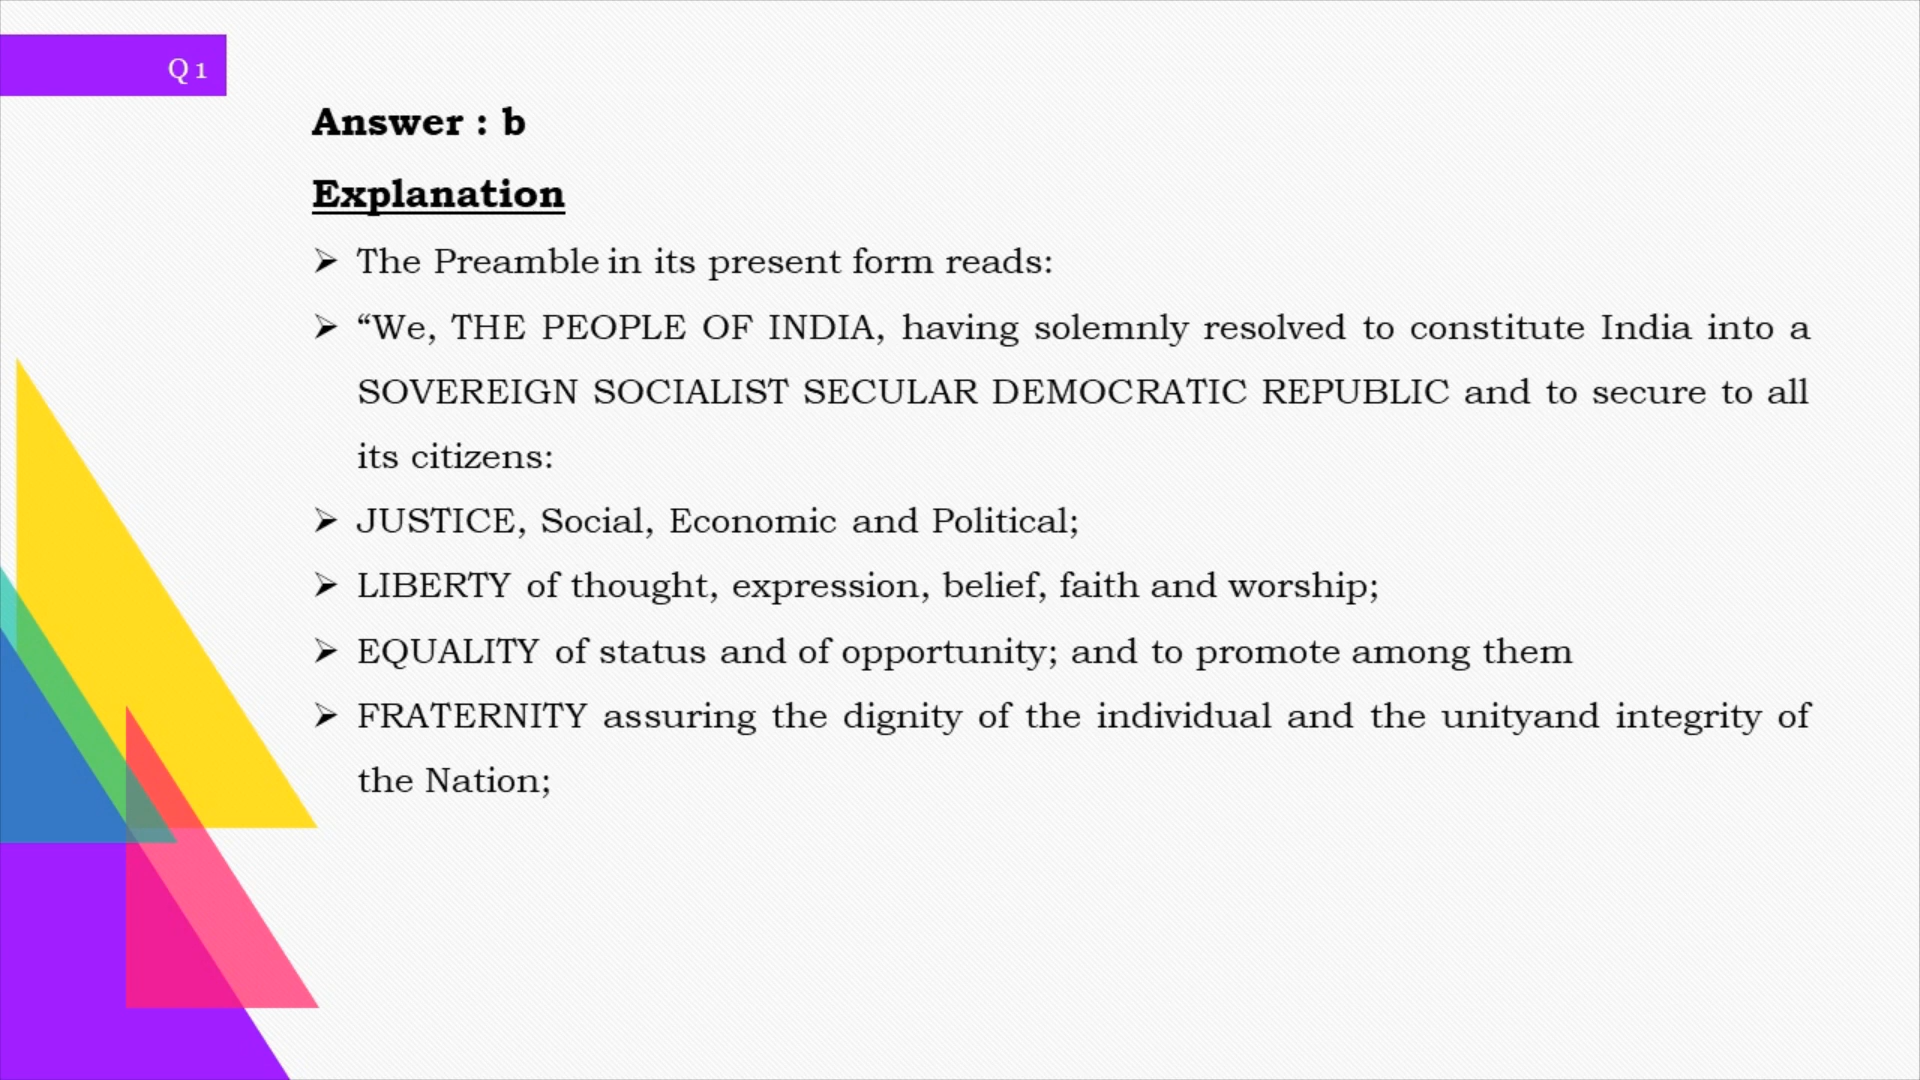 Q 1
Answer : b
Explanation
➢ The Preamble in its present form reads:
➢ “We, THE PEOPLE OF INDIA, having solemnly resolved to constitute India into a
SOVEREIGN SOCIALIST SECULAR DEMOCRATIC REPUBLIC and to secure to all
its citizens:
➢ JUSTICE, Social, Economic and Political;
➢ LIBERTY of thought, expression, belief, faith and worship;
➢ EQUALITY of status and of opportunity; and to promote among them
➢ FRATERNITY assuring the dignity of the individual and the unityand integrity of
the Nation;